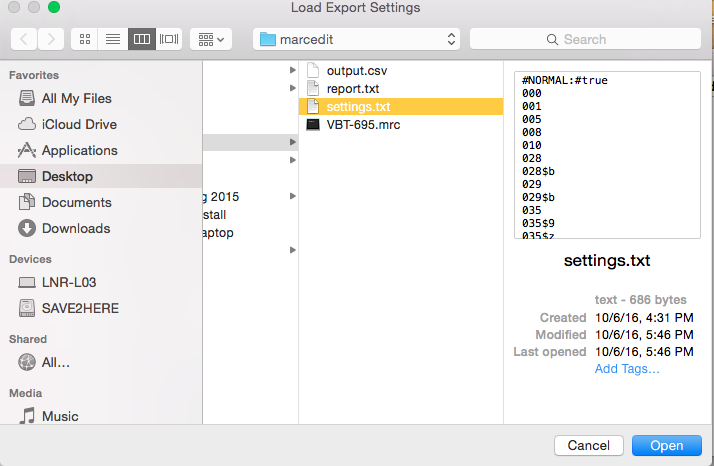 Load Export Settings
marcedit
Search
Favorites
All My Files
iCloud Drive
Applications
Desktop
Documents
Downloads
Devices
LNR-L03
SAVE2HERE
Shared
All...
Media
Music
g 2015
stall
aptop
output.csv
report.txt
settings.txt
VBT-695.mrc
#NORMAL:#true
000
001
005
008
010
028
028$b
029
029$b
035
035$9
035$z
settings.txt
text - 686 bytes
Created 10/6/16, 4:31 PM
Modified 10/6/16, 5:46 PM
Last opened 10/6/16, 5:46 PM
Add Tags...
Cancel
Open